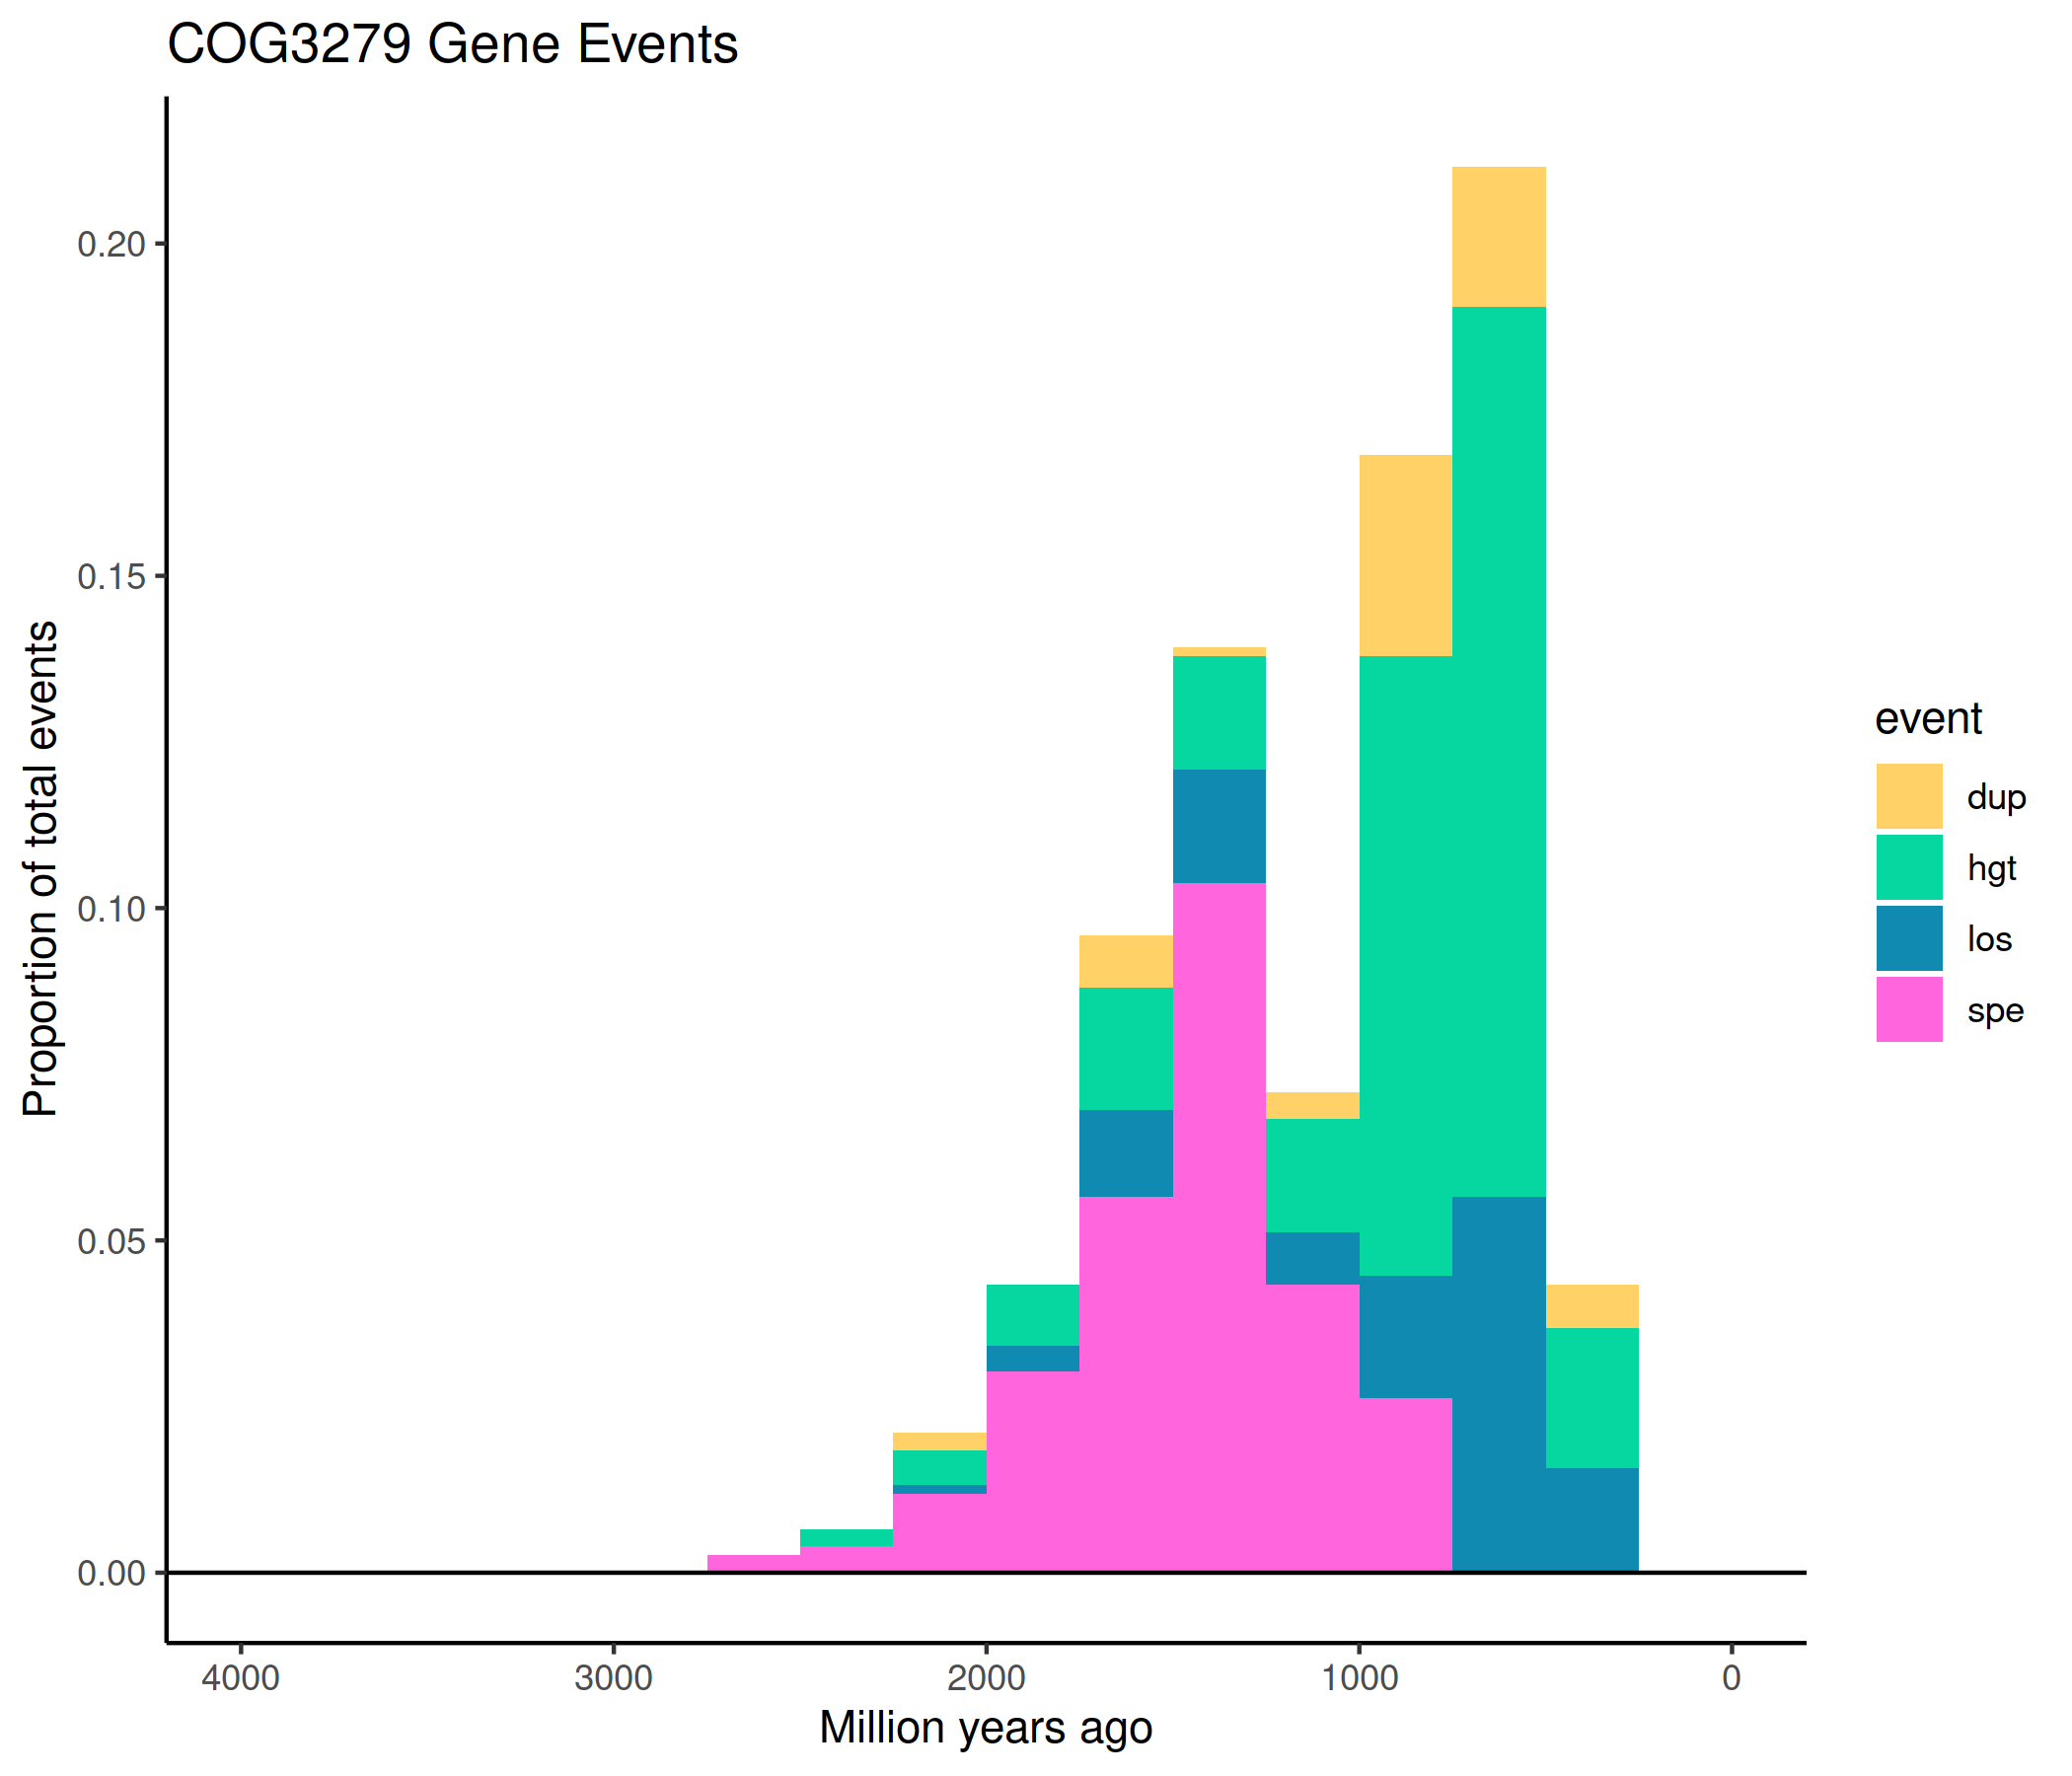 COG3279 Gene Events
Proportion of total events
0.20
0.15
0.10
0.05
0.00
4000 3000 2000 1000 0
Million years ago
event
dup
hgt
los
spe